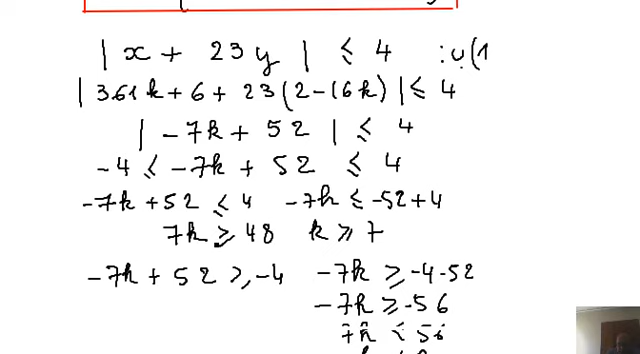 | x + 23y | ⩽ 4
| 361k + 6 + 23(2-16k) | ⩽ 4
| -7k + 52 | ⩽ 4
-4 ⩽ -7k + 52 ⩽ 4
-7k + 52 ⩽ 4 -7k ⩽ -52+4
7k ⩾ 48 k ⩾ 7
-7k + 52 ⩾ -4 -7k ⩾ -4-52
-7k ⩾ -56
7k ⩽ 56